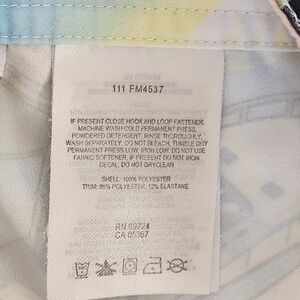 111 FM4537
IF PRESENT CLOSE HOOK AND LOOP FASTENER.
MACHINE WASH COLD PERMANENT PRESS,
POWDERED DETERGENT, RINSE THOROUGHLY,
WASH SEPARATELY. DO NOT BLEACH, TUMBLE DRY
PERMANENT PRESS LOW, IRON LOW, DO NOT USE
FABRIC SOFTENER, IF PRESENT DO NOT IRON
DECAL, DO NOT DRYCLEAN
SHELL: 100% POLYESTER
TRIM: 88% POLYESTER, 12% ELASTANE
RN 69724
CA 05367